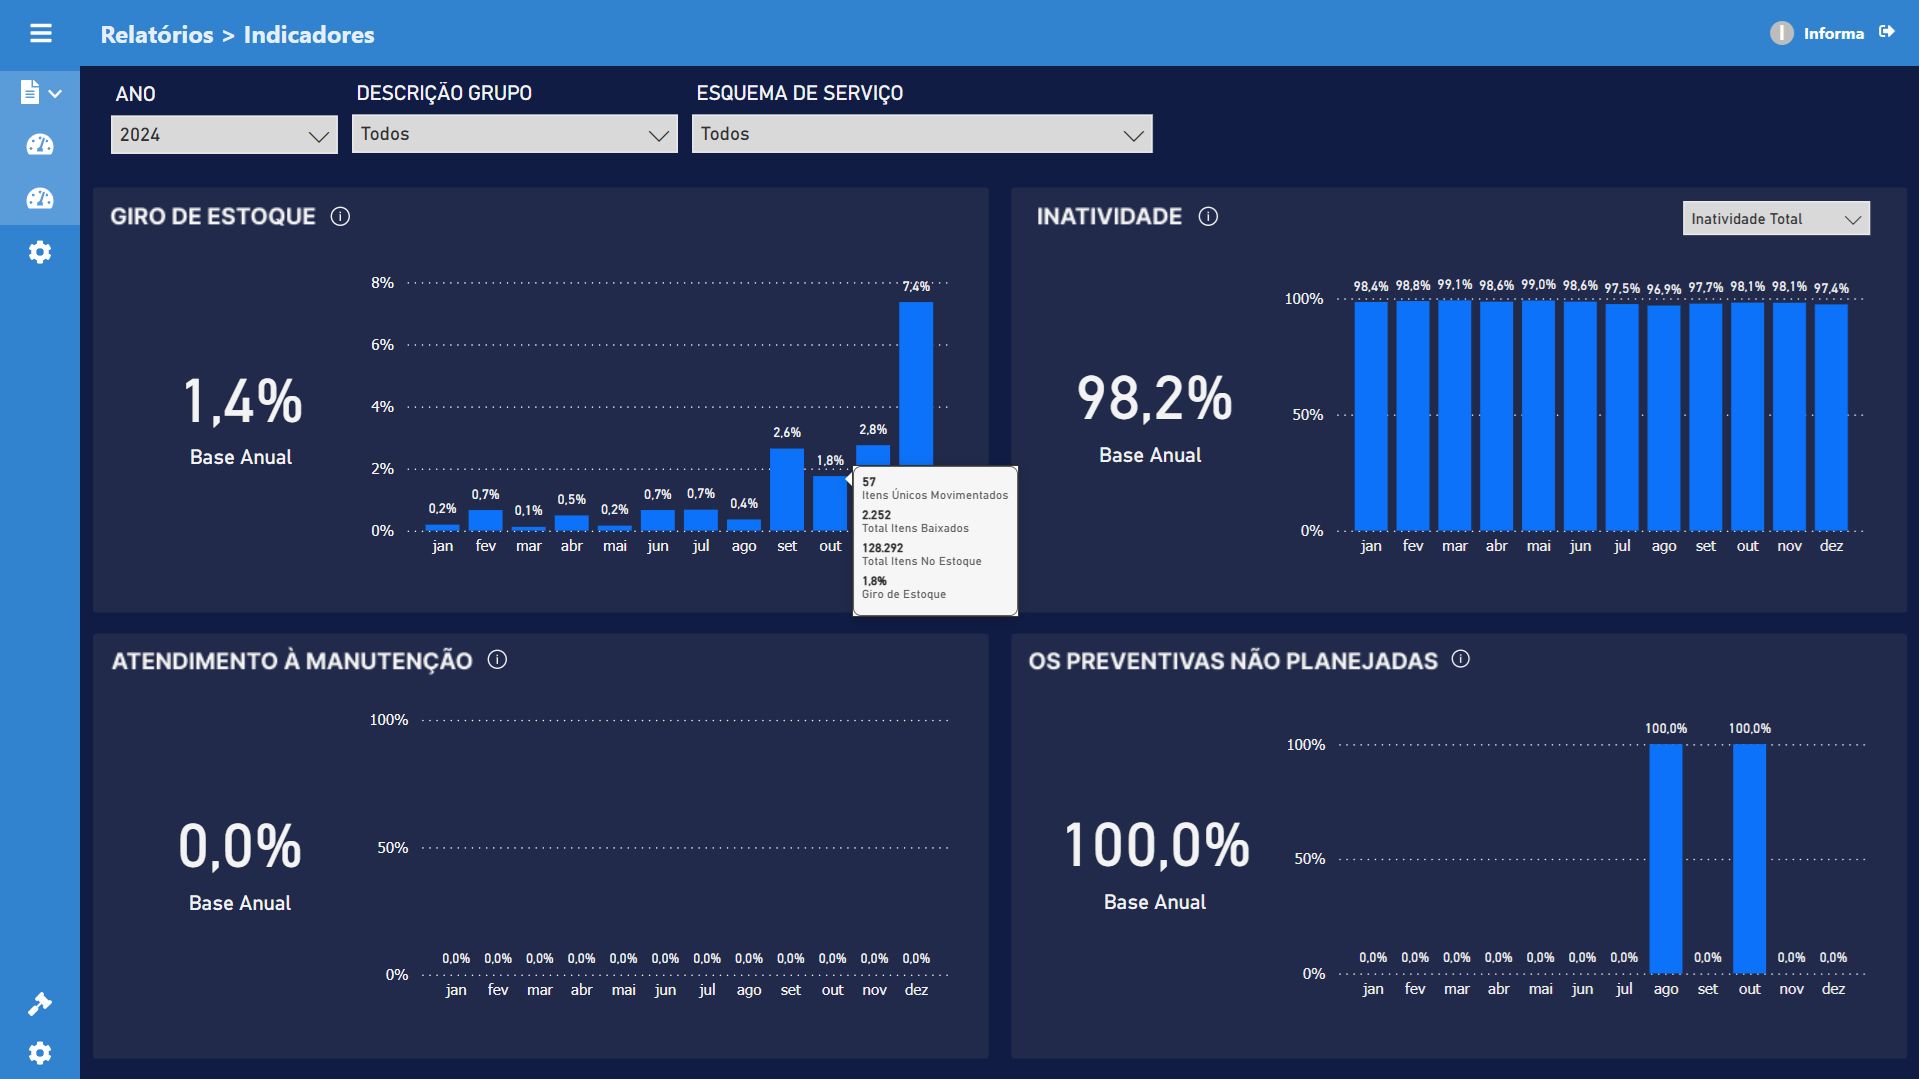 Relatórios > Indicadores
I Informa
ANO
DESCRIÇÃO GRUPO
ESQUEMA DE SERVIÇO
2024
Todos
Todos
GIRO DE ESTOQUE
1,4%
Base Anual
8%
6%
4%
2%
0%
0,2%
0,7%
0,1%
0,5%
0,2%
0,7%
0,7%
0,4%
2,6%
1,8%
2,8%
7,4%
jan
fev
mar
abr
mai
jun
jul
ago
set
out
57
Itens Únicos Movimentados
2.252
Total Itens Baixados
128.292
Total Itens No Estoque
1,8%
Giro de Estoque
INATIVIDADE
Inatividade Total
98,2%
Base Anual
100%
50%
0%
98,4% 98,8% 99,1% 98,6% 99,0% 98,6% 97,5% 96,9% 97,7% 98,1% 98,1% 97,4%
jan fev mar abr mai jun jul ago set out nov dez
ATENDIMENTO À MANUTENÇÃO
0,0%
Base Anual
100%
50%
0%
0,0% 0,0% 0,0% 0,0% 0,0% 0,0% 0,0% 0,0% 0,0% 0,0% 0,0% 0,0%
jan fev mar abr mai jun jul ago set out nov dez
OS PREVENTIVAS NÃO PLANEJADAS
100,0%
Base Anual
100%
50%
0%
0,0% 0,0% 0,0% 0,0% 0,0% 0,0% 0,0% 100,0% 0,0% 100,0% 0,0% 0,0%
jan fev mar abr mai jun jul ago set out nov dez